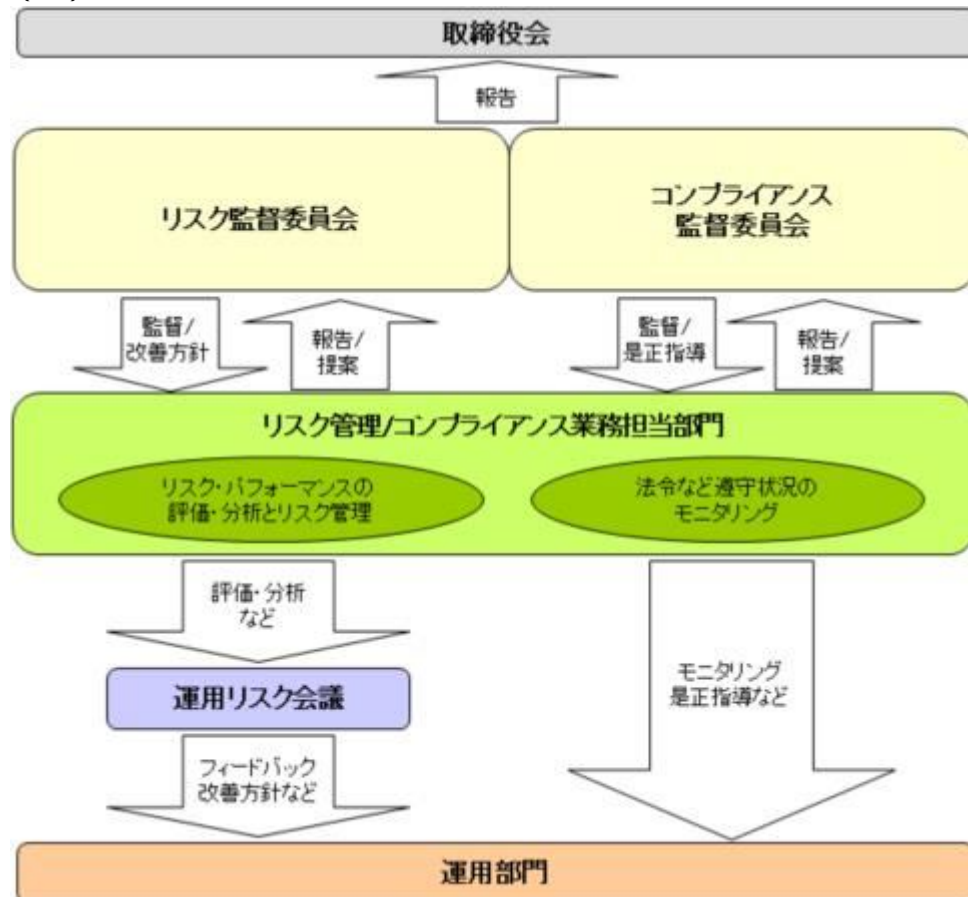 取締役会
報告
リスク監督委員会
コンプライアンス
監督委員会
監督/
改善方針
報告/
提案
監督/
是正指導
報告/
提案
リスク管理/コンプライアンス業務担当部門
リスク・パフォーマンスの
評価・分析とリスク管理
法令など遵守状況の
モニタリング
評価・分析
など
運用リスク会議
モニタリング
是正指導など
フィードバック
改善方針など
運用部門